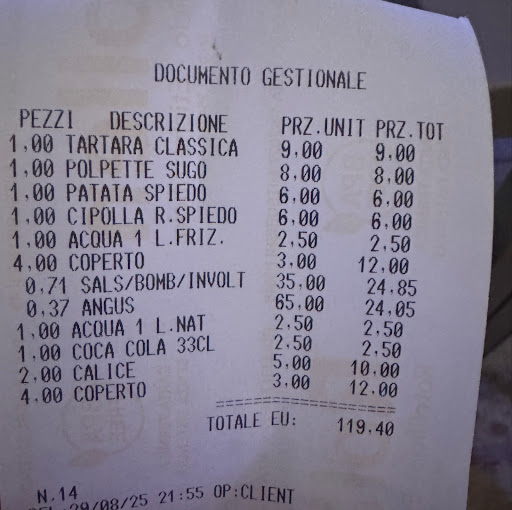 DOCUMENTO GESTIONALE
PEZZI DESCRIZIONE PRZ.UNIT PRZ.TOT
1,00 TARTARA CLASSICA 9,00 9,00
1,00 POLPETTE SUGO 8,00 8,00
1,00 PATATA SPIEDO 6,00 6,00
1,00 CIPOLLA R.SPIEDO 6,00 6,00
1,00 ACQUA 1 L.FRIZ. 2,50 2,50
4,00 COPERTO 3,00 12,00
0,71 SALS/BOMB/INVOLT 35,00 24,85
0,37 ANGUS 65,00 24,05
1,00 ACQUA 1 L.NAT 2,50 2,50
1,00 COCA COLA 33CL 2,50 2,50
2,00 CALICE 5,00 10,00
4,00 COPERTO 3,00 12,00
TOTALE EU: 119,40
N.14
29/08/25 21:55 OP:CLIENT